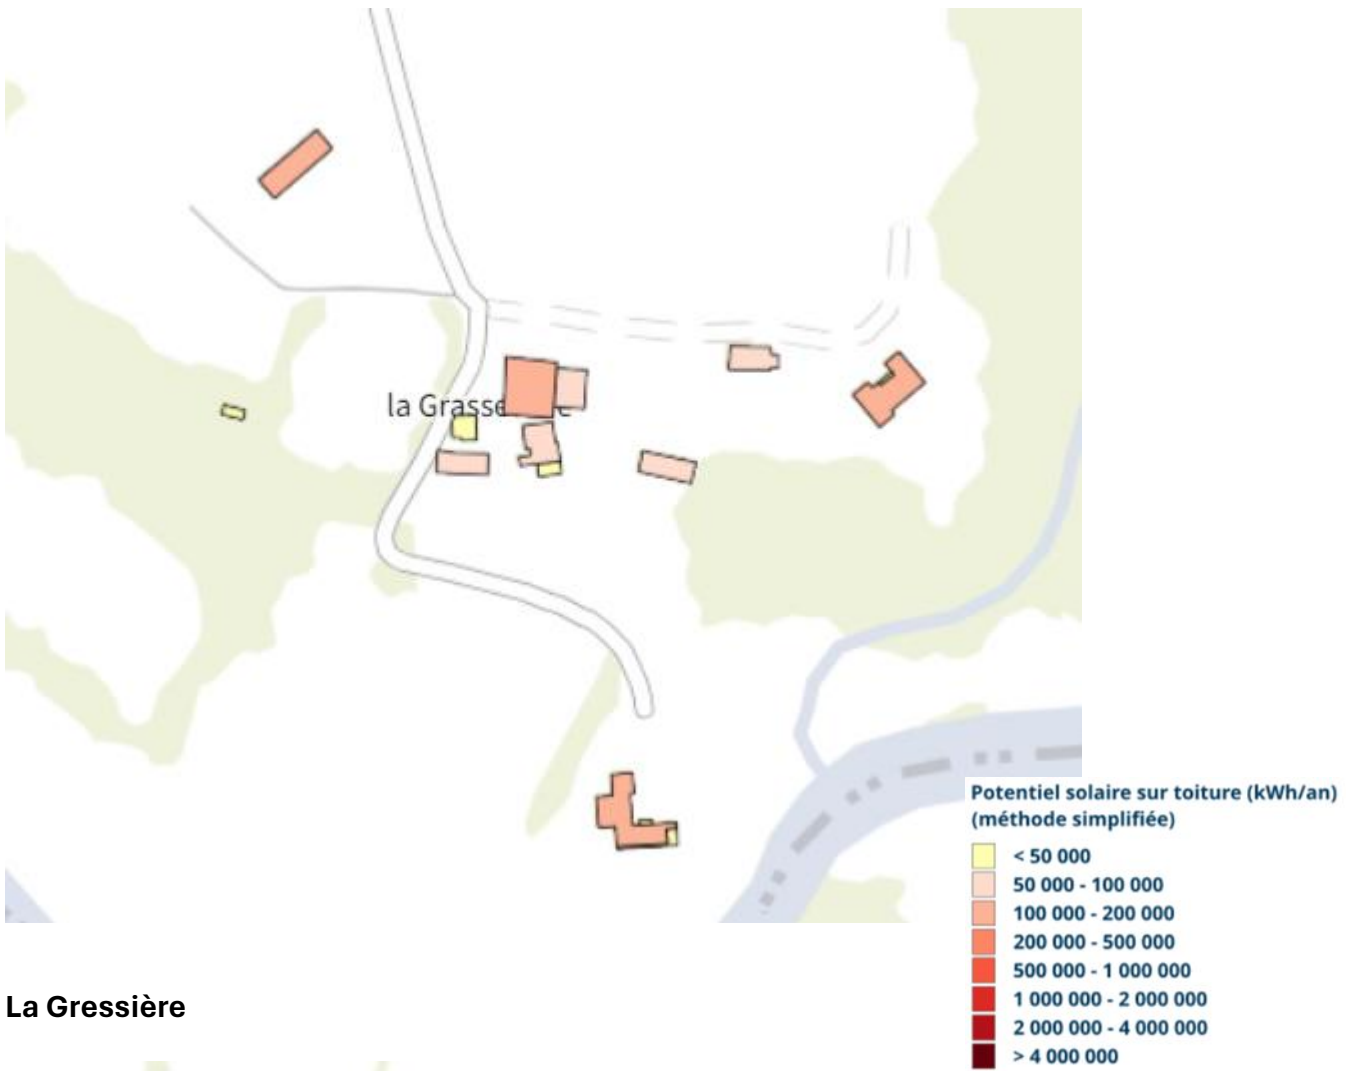 la Grasse e
Potentiel solaire sur toiture (kWh/an)
(méthode simplifiée)
< 50 000
50 000 - 100 000
100 000 - 200 000
200 000 - 500 000
500 000 - 1 000 000
1 000 000 - 2 000 000
2 000 000 - 4 000 000
> 4 000 000
La Gressière